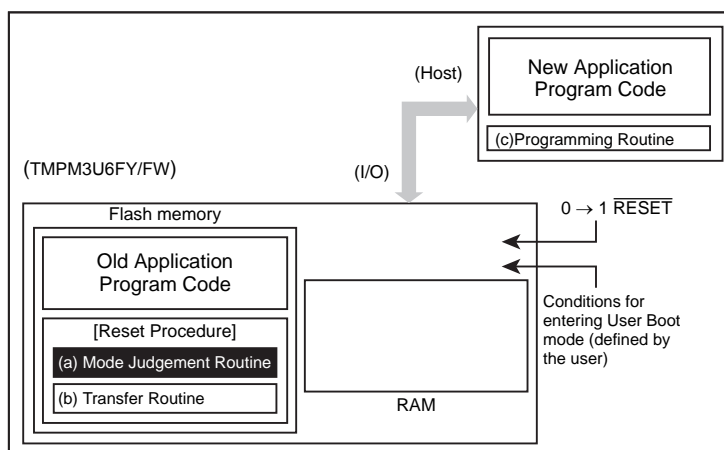 New Application
Program Code
(Host)
(c)Programming Routine
(TMPM3U6FY/FW)
(I/O)
Flash memory
0 → 1 R̅E̅S̅E̅T̅
Old Application
Program Code
[Reset Procedure]
(a) Mode Judgement Routine
(b) Transfer Routine
RAM
Conditions for
entering User Boot
mode (defined by
the user)